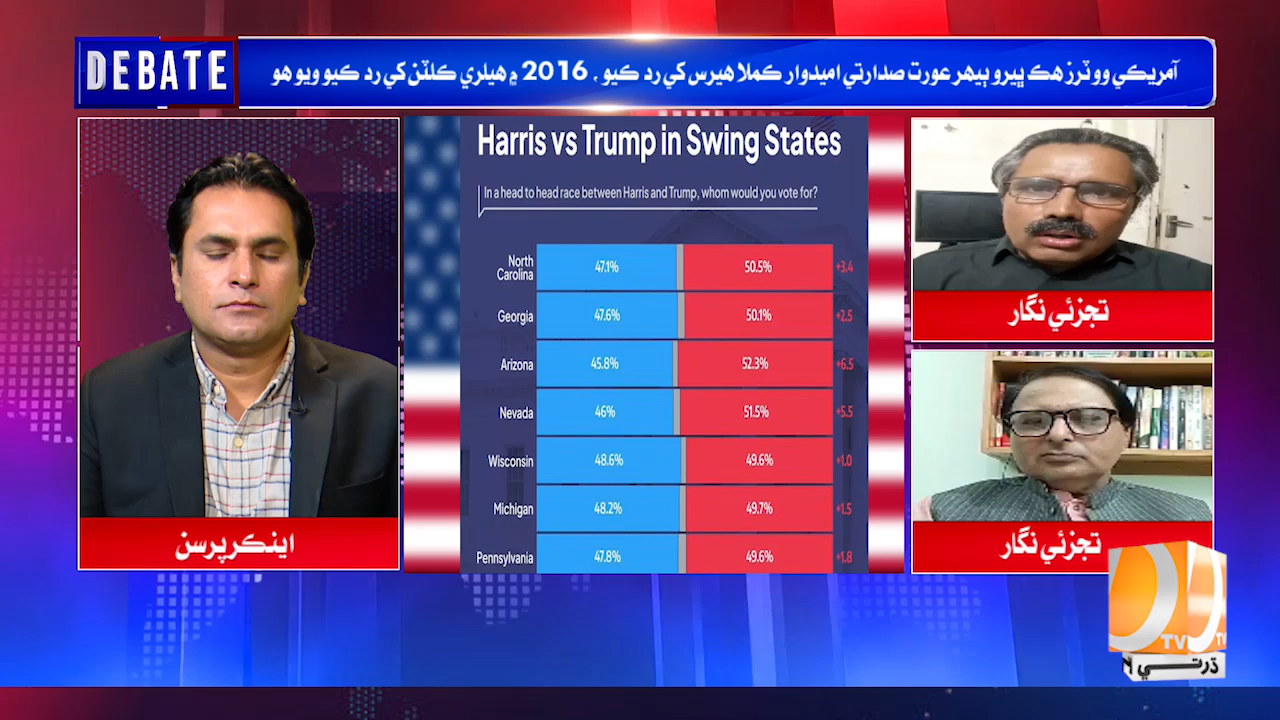 DEBATE
آمريڪي ووٽرز هڪ ڀيرو ٻيهر عورت صدارتي اميدوار ڪملا هيرس کي رد ڪيو . 2016 ۾ هيلري ڪلنٽن کي رد ڪيو ويو هو
Harris vs Trump in Swing States
In a head to head race between Harris and Trump, whom would you vote for?
North
Carolina 47.1% 50.5% +3.4
Georgia 47.6% 50.1% +2.5
Arizona 45.8% 52.3% +6.5
Nevada 46% 51.5% +5.5
Wisconsin 48.6% 49.6% +1.0
Michigan 48.2% 49.7% +1.5
Pennsylvania 47.8% 49.6% +1.8
اينڪر پرسن
تجزئي نگار
تجزئي نگار
TV
ڌرتي